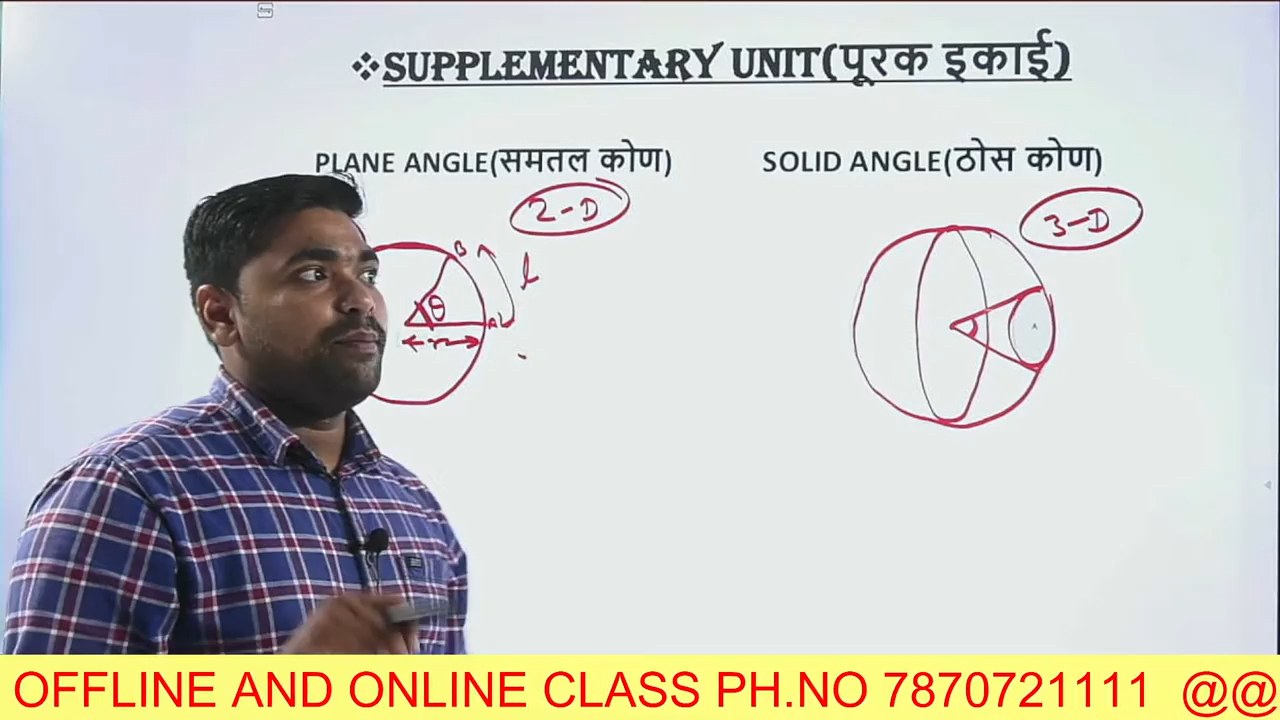 ❖SUPPLEMENTARY UNIT(पूरक इकाई)
PLANE ANGLE(समतल कोण)
SOLID ANGLE(ठोस कोण)
2-D
3-D
B
l
θ
A
r
A
OFFLINE AND ONLINE CLASS PH.NO 7870721111 @@